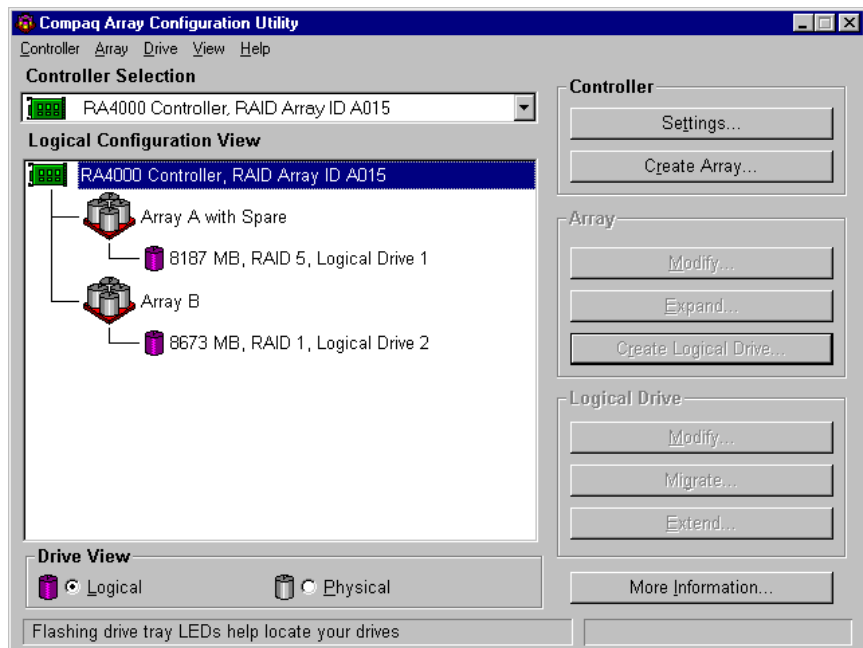 Compaq Array Configuration Utility
Controller Array Drive View Help
Controller Selection
RA4000 Controller, RAID Array ID A015
Logical Configuration View
RA4000 Controller, RAID Array ID A015
Array A with Spare
8187 MB, RAID 5, Logical Drive 1
Array B
8673 MB, RAID 1, Logical Drive 2
Drive View
Logical
Physical
Flashing drive tray LEDs help locate your drives
Controller
Settings...
Create Array...
Array
Modify...
Expand...
Create Logical Drive...
Logical Drive
Modify...
Migrate...
Extend...
More Information...